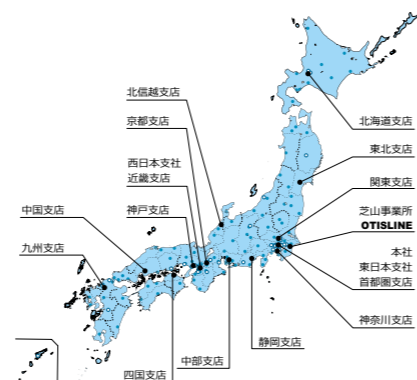 北信越支店
京都支店
西日本支社
近畿支店
中国支店
神戸支店
九州支店
北海道支店
東北支店
関東支店
芝山事業所
OTISLINE
本社
東日本支社
首都圏支店
神奈川支店
静岡支店
中部支店
四国支店